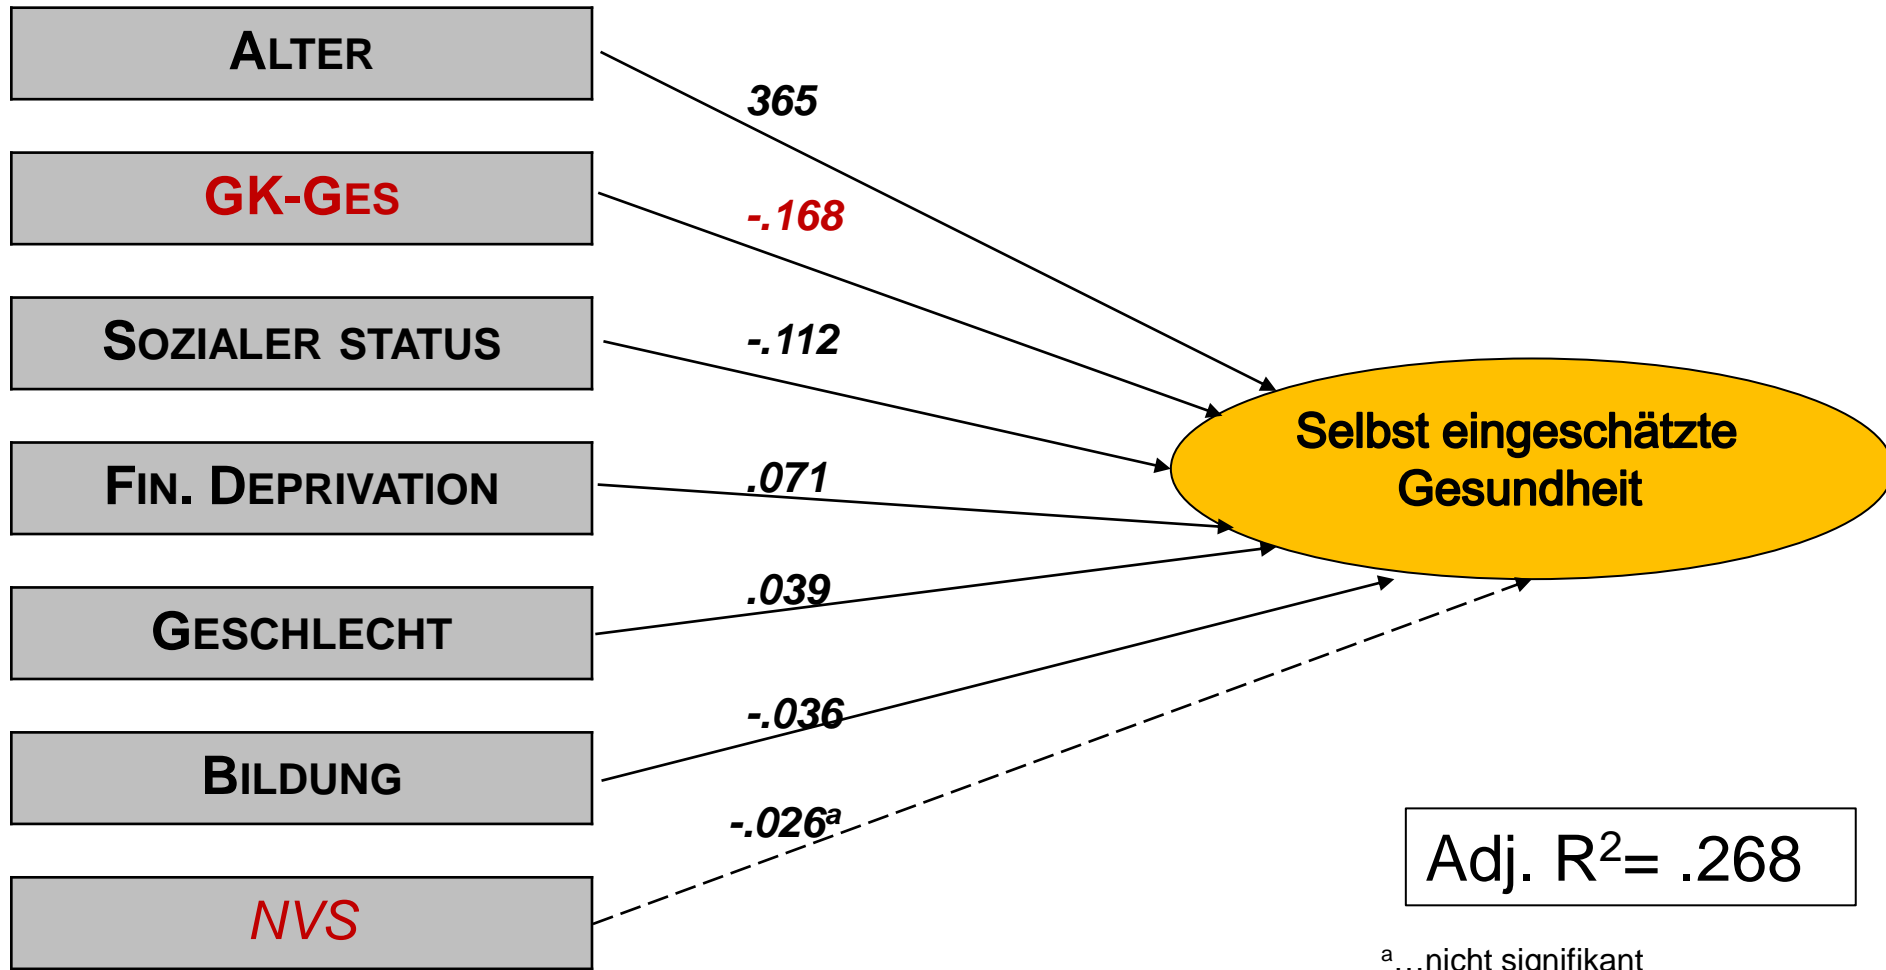 ALTER
365
GK-GES
-.168
SOZIALER STATUS
-.112
Selbst eingeschätzte
Gesundheit
FIN. DEPRIVATION
.071
GESCHLECHT
.039
BILDUNG
-.036
NVS
-.026ᵃ
Adj. R²= .268
ᵃ…nicht signifikant